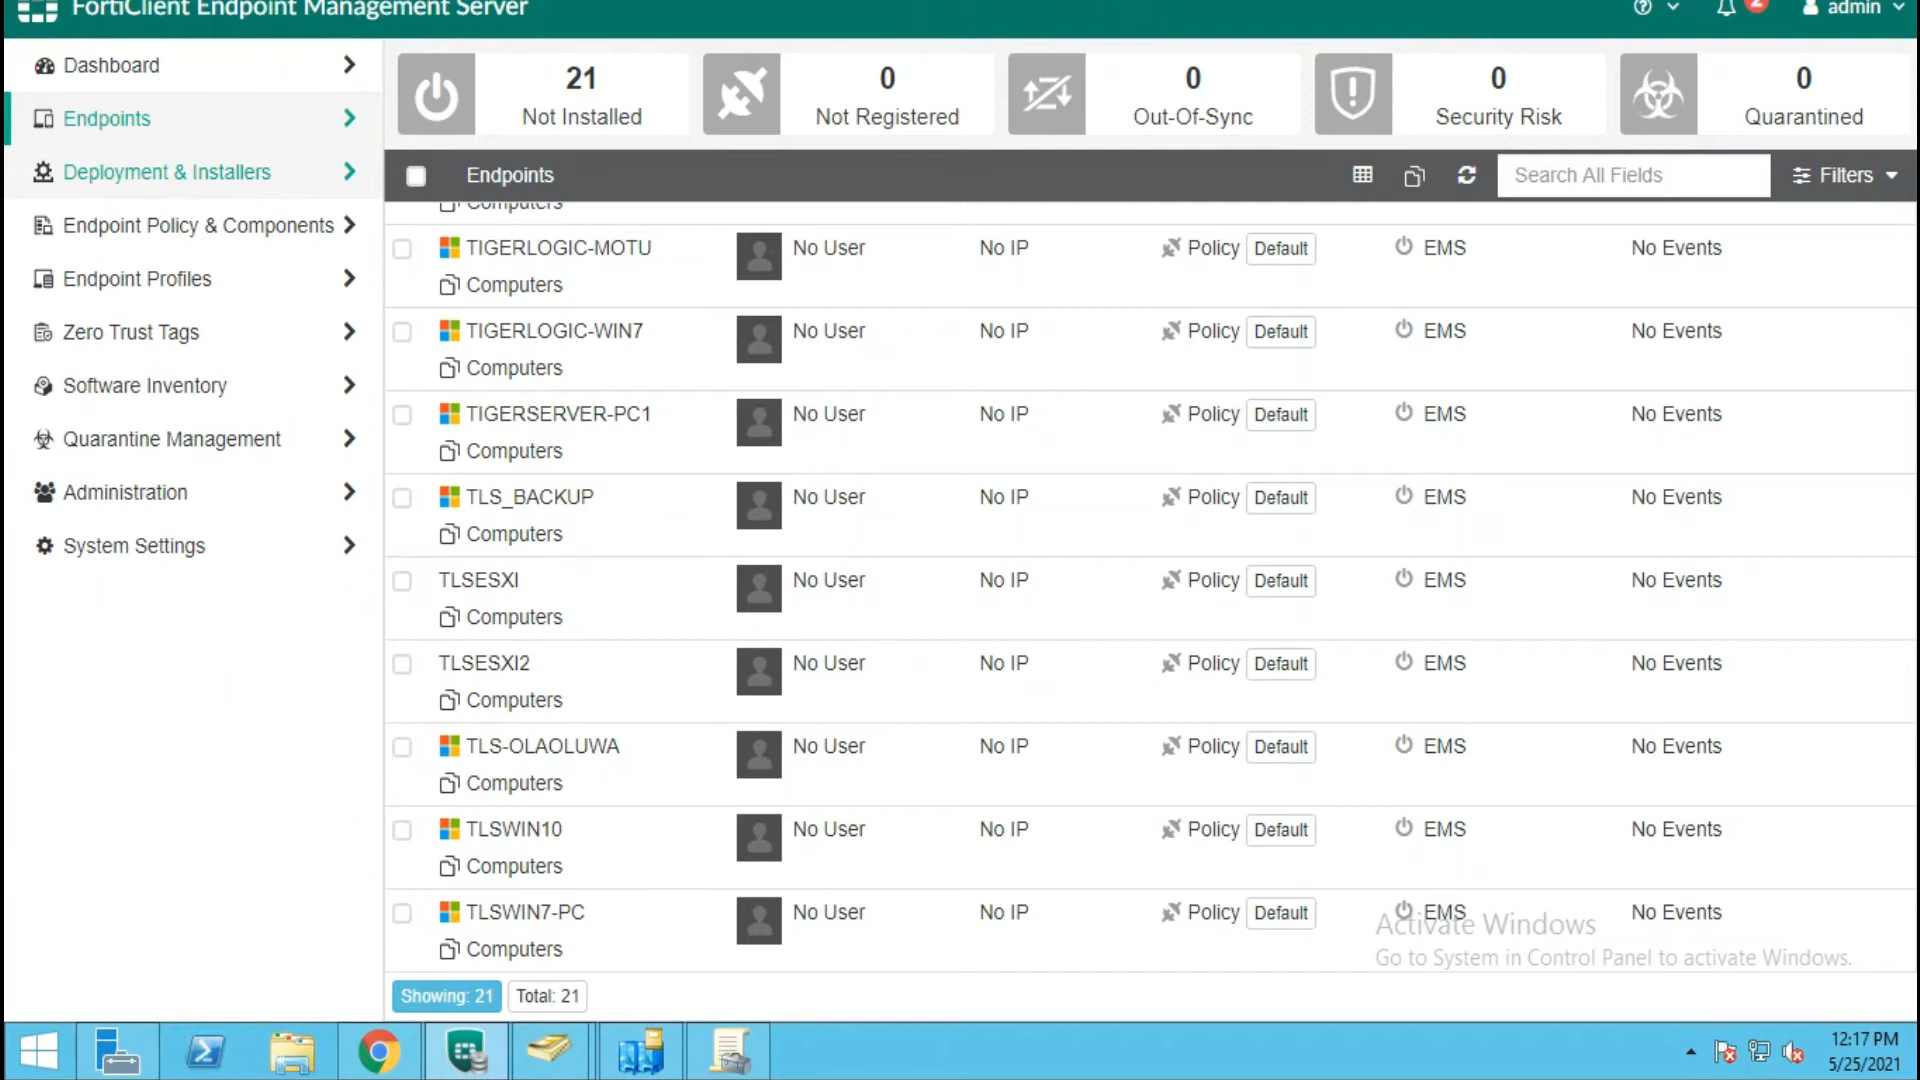 FortiClient Endpoint Management Server
2
admin
Dashboard
Endpoints
Deployment & Installers
Endpoint Policy & Components
Endpoint Profiles
Zero Trust Tags
Software Inventory
Quarantine Management
Administration
System Settings
21
Not Installed
0
Not Registered
0
Out-Of-Sync
0
Security Risk
0
Quarantined
Endpoints
Search All Fields
Filters
Computers
TIGERLOGIC-MOTU No User No IP Policy Default EMS No Events
Computers
TIGERLOGIC-WIN7 No User No IP Policy Default EMS No Events
Computers
TIGERSERVER-PC1 No User No IP Policy Default EMS No Events
Computers
TLS_BACKUP No User No IP Policy Default EMS No Events
Computers
TLSESXI No User No IP Policy Default EMS No Events
Computers
TLSESXI2 No User No IP Policy Default EMS No Events
Computers
TLS-OLAOLUWA No User No IP Policy Default EMS No Events
Computers
TLSWIN10 No User No IP Policy Default EMS No Events
Computers
TLSWIN7-PC No User No IP Policy Default EMS No Events
Computers
Activate Windows
Go to System in Control Panel to activate Windows.
Showing: 21 Total: 21
12:17 PM
5/25/2021